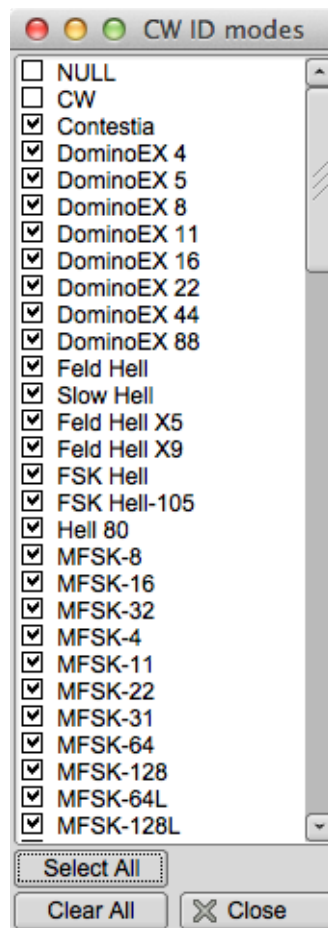 CW ID modes
NULL
CW
Contestia
DominoEX 4
DominoEX 5
DominoEX 8
DominoEX 11
DominoEX 16
DominoEX 22
DominoEX 44
DominoEX 88
Feld Hell
Slow Hell
Feld Hell X5
Feld Hell X9
FSK Hell
FSK Hell-105
Hell 80
MFSK-8
MFSK-16
MFSK-32
MFSK-4
MFSK-11
MFSK-22
MFSK-31
MFSK-64
MFSK-128
MFSK-64L
MFSK-128L
Select All
Clear All Close